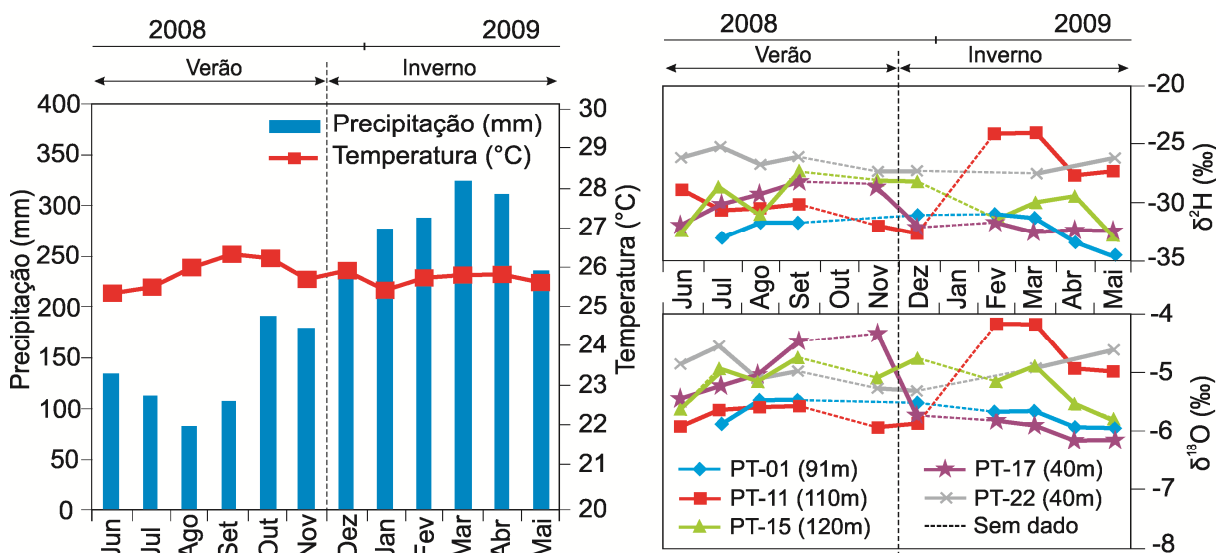 2008 2009
Verão Inverno
400 30
350 29
300 28
250 27
200 26
150 25
100 24
50 23
0 22
21
20
Precipitação (mm)
Temperatura (°C)
Precipitação (mm)
Temperatura (°C)
Jun Jul Ago Set Out Nov Dez Jan Fev Mar Abr Mai
2008 2009
Verão Inverno
-20
-25
-30
-35
δ²H (‰)
Jun Jul Ago Set Out Nov Dez Jan Fev Mar Abr Mai
-4
-5
-6
-7
-8
δ¹⁸O (‰)
PT-01 (91m) PT-17 (40m)
PT-11 (110m) PT-22 (40m)
PT-15 (120m) Sem dado